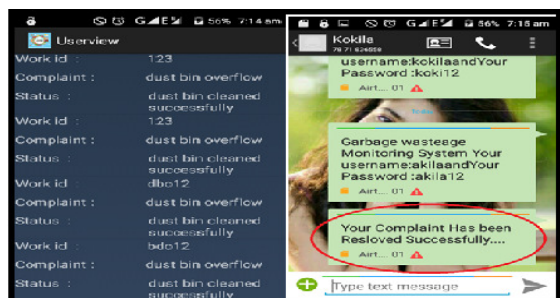 56% 7:14 am
Userview
Work id : 123
Complaint : dust bin overflow
Status : dust bin cleaned
successfully
Work id : 123
Complaint : dust bin overflow
Status : dust bin cleaned
successfully
Work id : dbo12
Complaint : dust bin overflow
Status : dust bin cleaned
successfully
Work id : bdo12
Complaint : dust bin overflow
Status : dust bin cleaned
successfully
56% 7:15 am
Kokila
username:kokilaandYour
Password :koki12
Airt... 01
Garbage wasteage
Monitoring System Your
username:akilaandYour
Password :akila12
Airt... 01
Your Complaint Has been
Resloved Successfully....
Airt... 01
Type text message